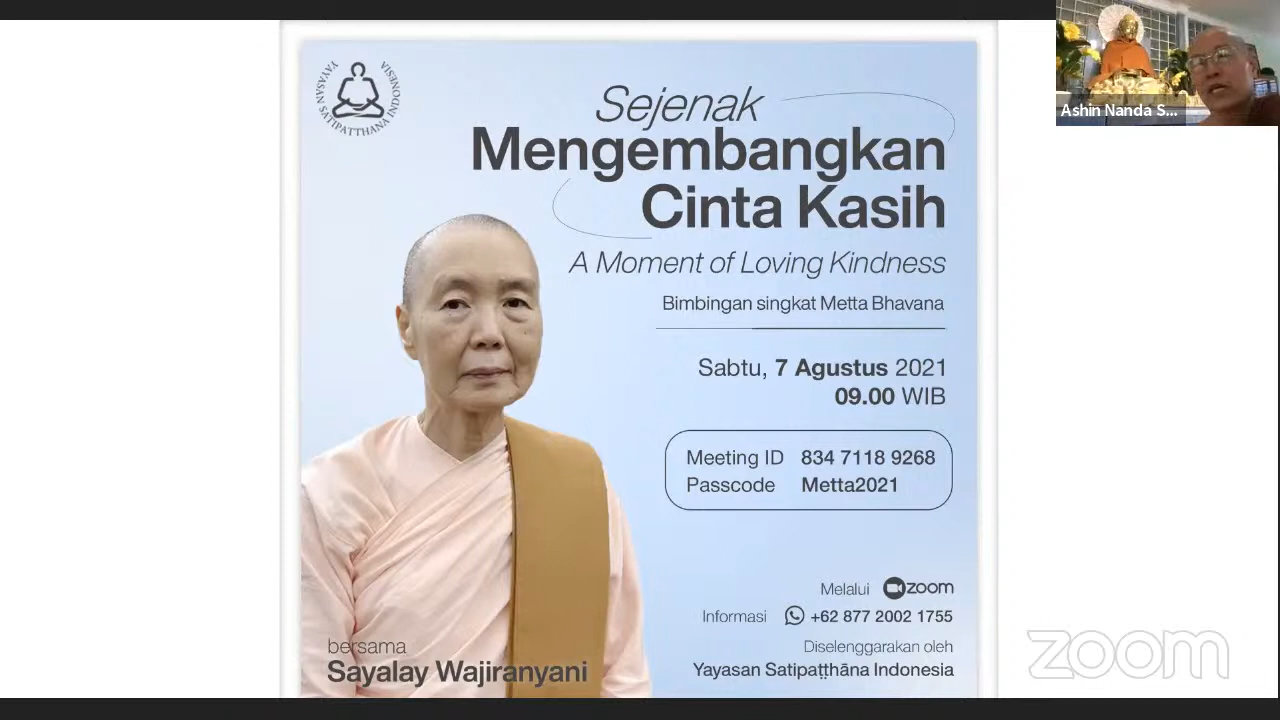 YAYASAN SATIPATTHANA INDONESIA
Sejenak
Mengembangkan
Cinta Kasih
A Moment of Loving Kindness
Bimbingan singkat Metta Bhavana
Sabtu, 7 Agustus 2021
09.00 WIB
Meeting ID 834 7118 9268
Passcode Metta2021
Melalui zoom
Informasi +62 877 2002 1755
Diselenggarakan oleh
Yayasan Satipaṭṭhāna Indonesia
bersama
Sayalay Wajiranyani
Ashin Nanda S...
zoom